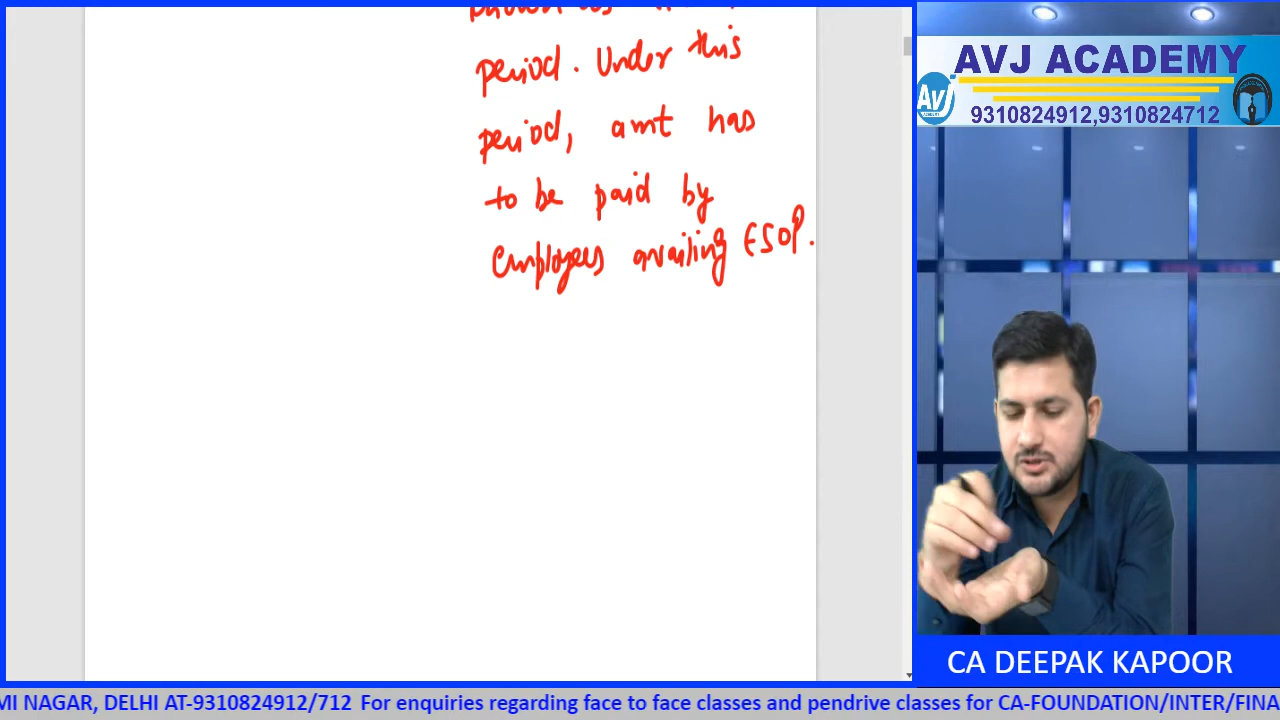 period. Under this
period, amt has
to be paid by
employees availing ESOP.
AVJ ACADEMY
AVJ
ACADEMY
9310824912,9310824712
CA DEEPAK KAPOOR
MI NAGAR, DELHI AT-9310824912/712 For enquiries regarding face to face classes and pendrive classes for CA-FOUNDATION/INTER/FINA